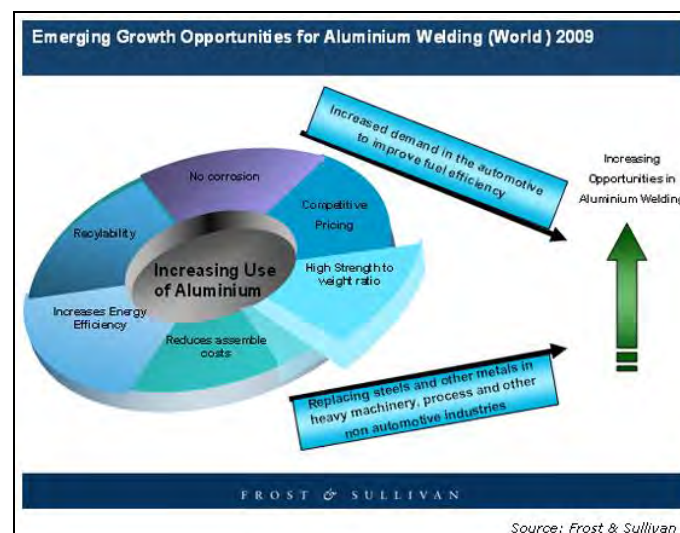 Emerging Growth Opportunities for Aluminium Welding (World ) 2009
No corrosion
Competitive
Pricing
High Strength to
weight ratio
Reduces assemble
costs
Increases Energy
Efficiency
Recylability
Increasing Use
of Aluminium
Increased demand in the automotive
to improve fuel efficiency
Replacing steels and other metals in
heavy machinery, process and other
non automotive industries
Increasing
Opportunities in
Aluminium Welding
FROST & SULLIVAN
Source: Frost & Sullivan